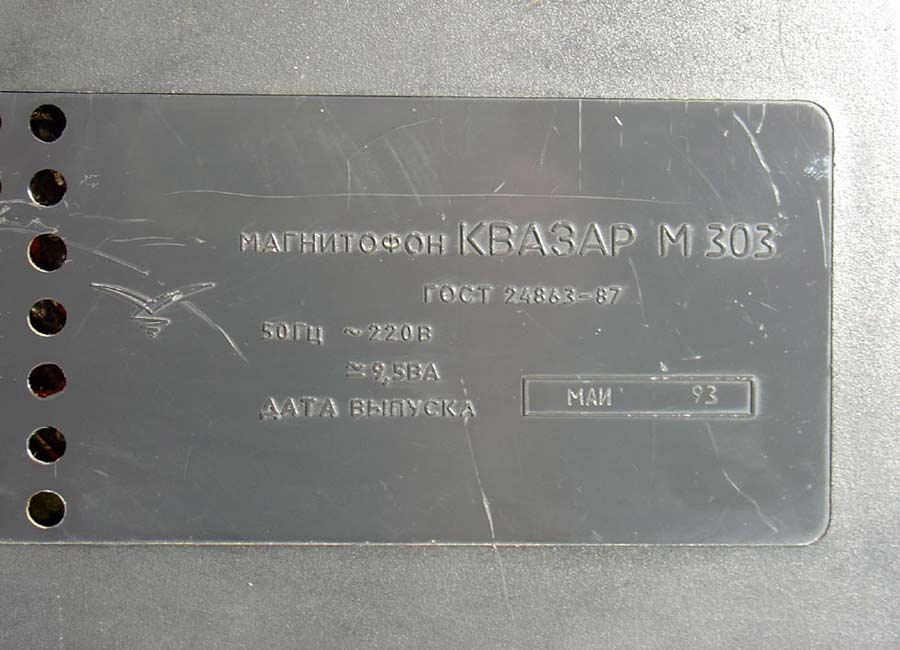 МАГНИТОФОН КВАЗАР М 303
ГОСТ 24863-87
50ГЦ ~220В
≃9,5ВА
ДАТА ВЫПУСКА МАИ 93